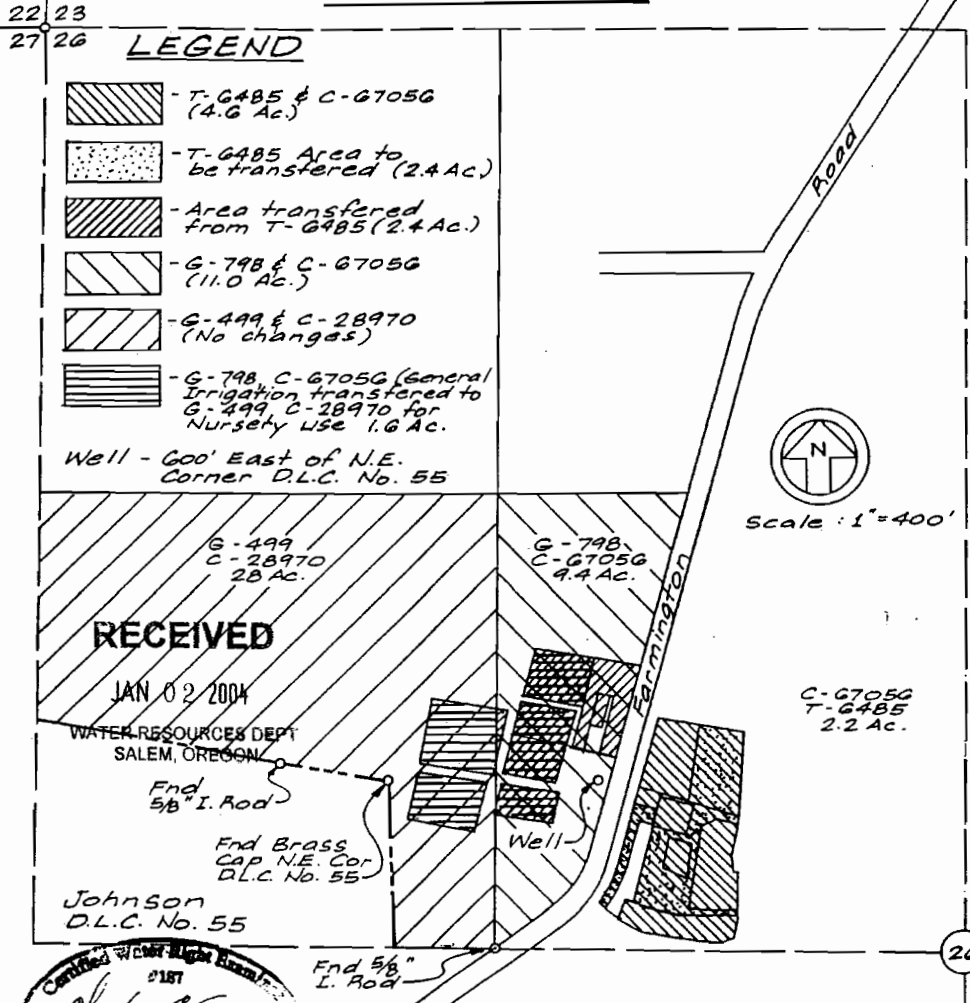 22 23
27 26
LEGEND
- T-6485 & C-67056
(4.6 Ac.)
- T-6485 Area to
be transfered (2.4 Ac.)
- Area transfered
from T-6485 (2.4 Ac.)
- G-798 & C-67056
(11.0 Ac.)
- G-499 & C-28970
(No changes)
- G-798, C-67056 (General
Irrigation transfered to
G-499, C-28970 for
Nursery use 1.6 Ac.
Well - 600' East of N.E.
Corner D.L.C. No. 55
Road
N
Scale : 1"=400'
G-499
C-28970
28 Ac.
G-798
C-67056
9.4 Ac.
Farmington
RECEIVED
JAN 02 2004
WATER RESOURCES DEPT
SALEM, OREGON
C-67056
T-6485
2.2 Ac.
Fnd
5/8" I. Rod
Fnd Brass
Cap N.E. Cor
D.L.C. No. 55
Well
Johnson
D.L.C. No. 55
Fnd 5/8"
I. Rod
26
Certified Water Right
187